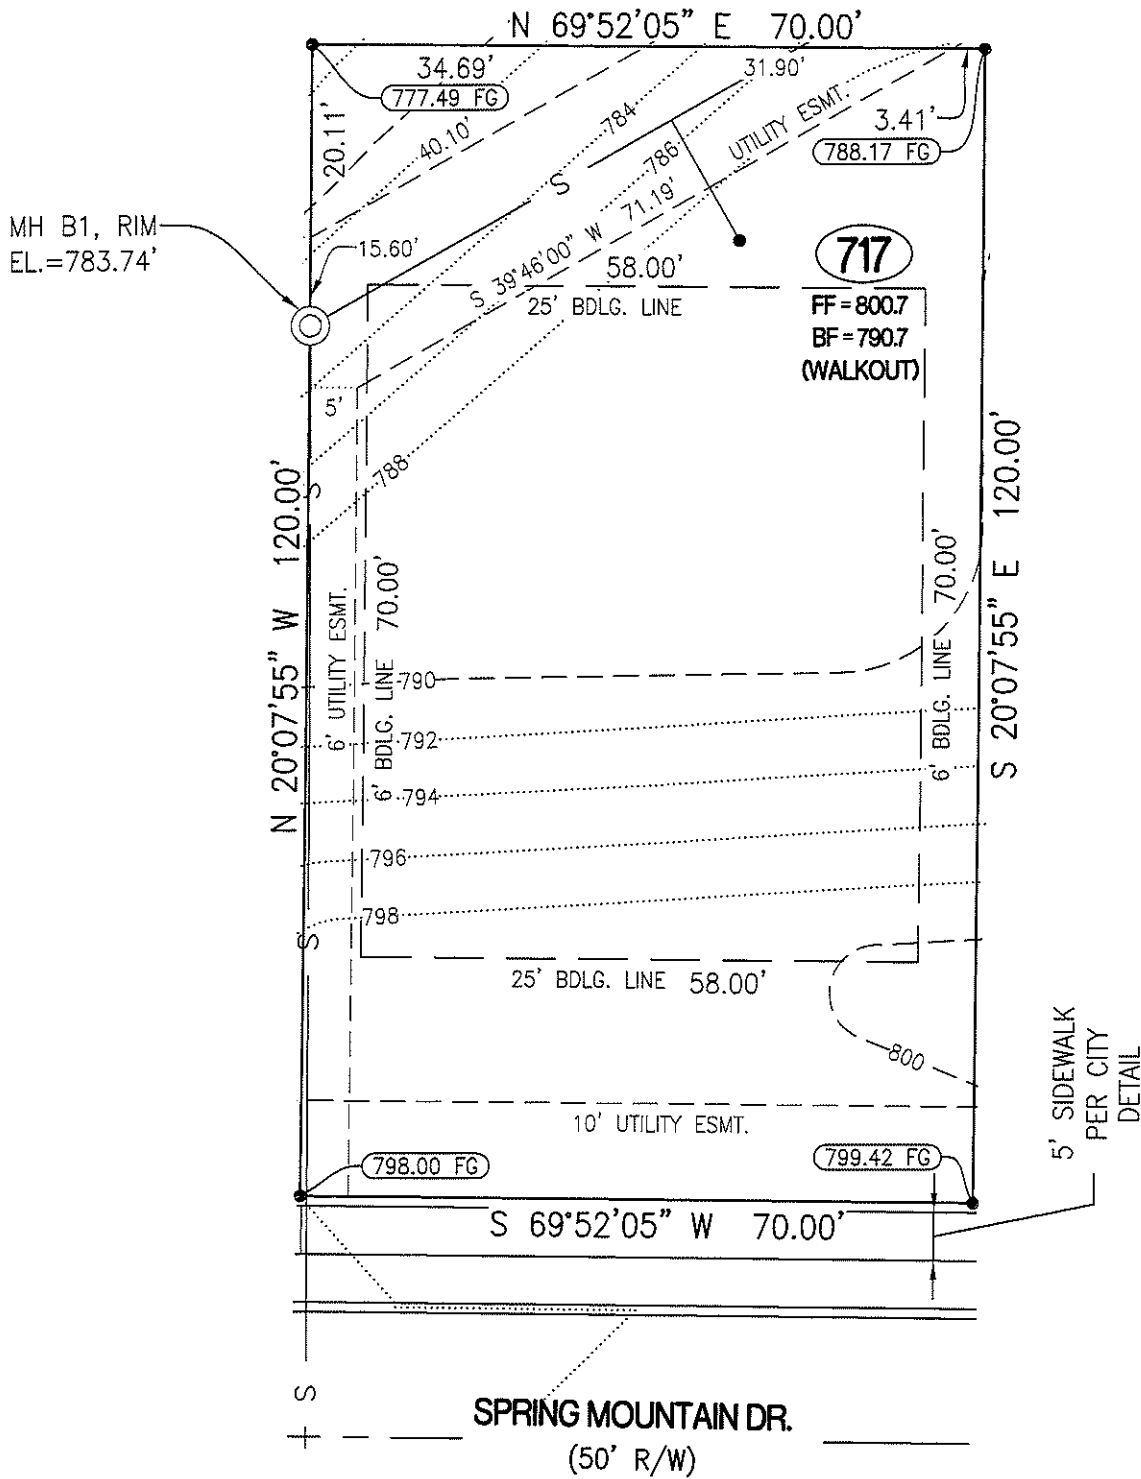 N 69°52'05" E 70.00'
34.69'
777.49 FG
31.90'
3.41'
788.17 FG
20.11'
40.10'
784
786
UTILITY ESMT.
S
MH B1, RIM
EL.=783.74'
15.60'
S 39°46'00" W 71.19'
58.00'
25' BDLG. LINE
717
FF = 800.7
BF = 790.7
(WALKOUT)
5'
788
S
N 20°07'55" W 120.00'
6' UTILITY ESMT.
6' BDLG. LINE 70.00'
6' BDLG. LINE 70.00'
S 20°07'55" E 120.00'
790
792
794
796
798
S
25' BDLG. LINE 58.00'
800
10' UTILITY ESMT.
5' SIDEWALK
PER CITY
DETAIL
798.00 FG
799.42 FG
S 69°52'05" W 70.00'
S
SPRING MOUNTAIN DR.
(50' R/W)